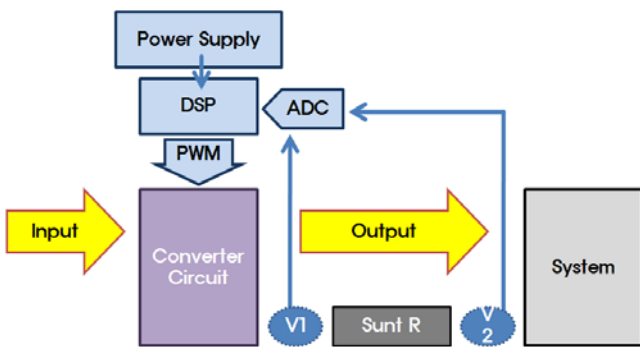 Power Supply
DSP
ADC
PWM
Input
Converter
Circuit
Output
System
V1
Sunt R
V
2